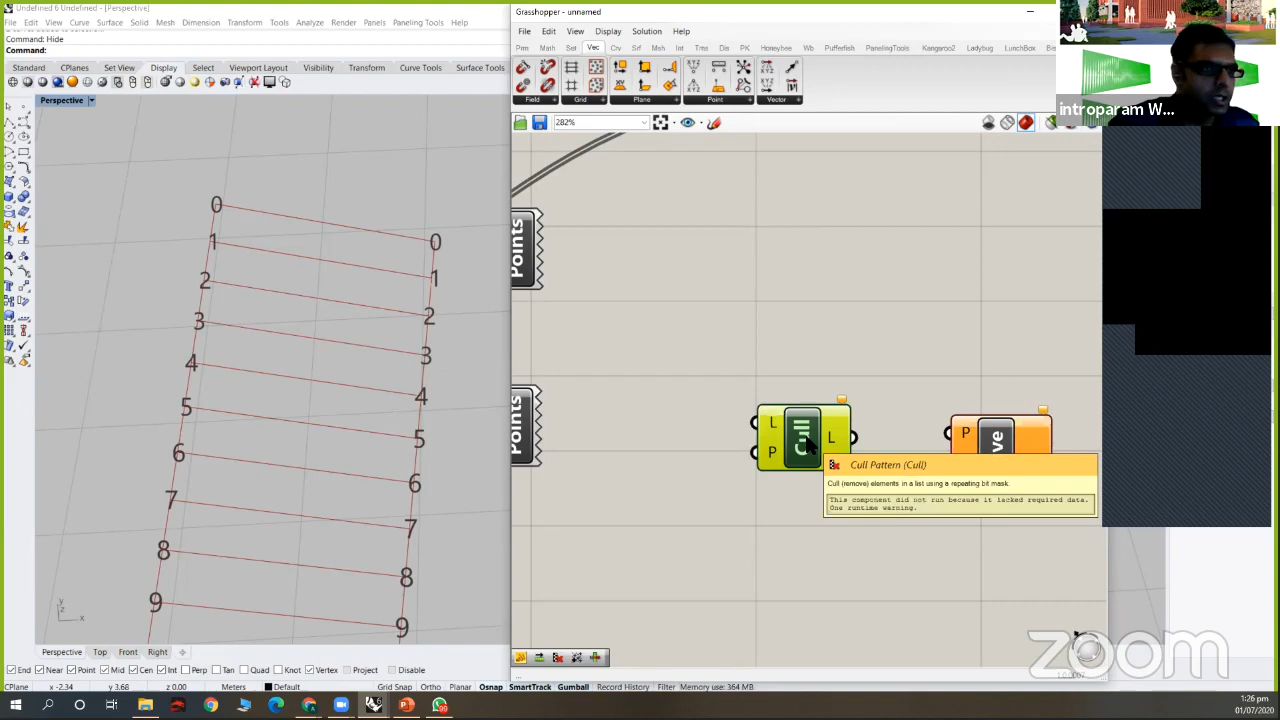 Undefined 6 Undefined - [Perspective]
File Edit View Curve Surface Solid Mesh Dimension Transform Tools Analyze Render Panels Paneling Tools Help
Command: Hide
Command:
Standard CPlanes Set View Display Select Viewport Layout Visibility Transform Curve Tools Surface Tools
Perspective
0 0
1 1
2 2
3 3
4 4
5 5
6 6
7 7
8 8
9 9
y
z x
Perspective Top Front Right
End Near Point Mid Cen Int Perp Tan Quad Knot Vertex Project Disable
CPlane x -2.34 y 3.68 z 0.00 Meters Default Grid Snap Ortho Planar Osnap SmartTrack Gumball Record History Filter Memory use: 364 MB
Grasshopper - unnamed
File Edit View Display Solution Help
Prm Math Set Vec Crv Srf Msh Int Trns Dis PK Honeybee Wb Pufferfish PanelingTools Kangaroo2 Ladybug LunchBox
Field Grid Plane Point Vector
282%
Points
Points
L
P
Cull
L
P
ve
Cull Pattern (Cull)
Cull (remove) elements in a list using a repeating bit mask.
This component did not run because it lacked required data.
One runtime warning.
...
1.0.0007
introparam W...
zoom
1:26 pm
01/07/2020